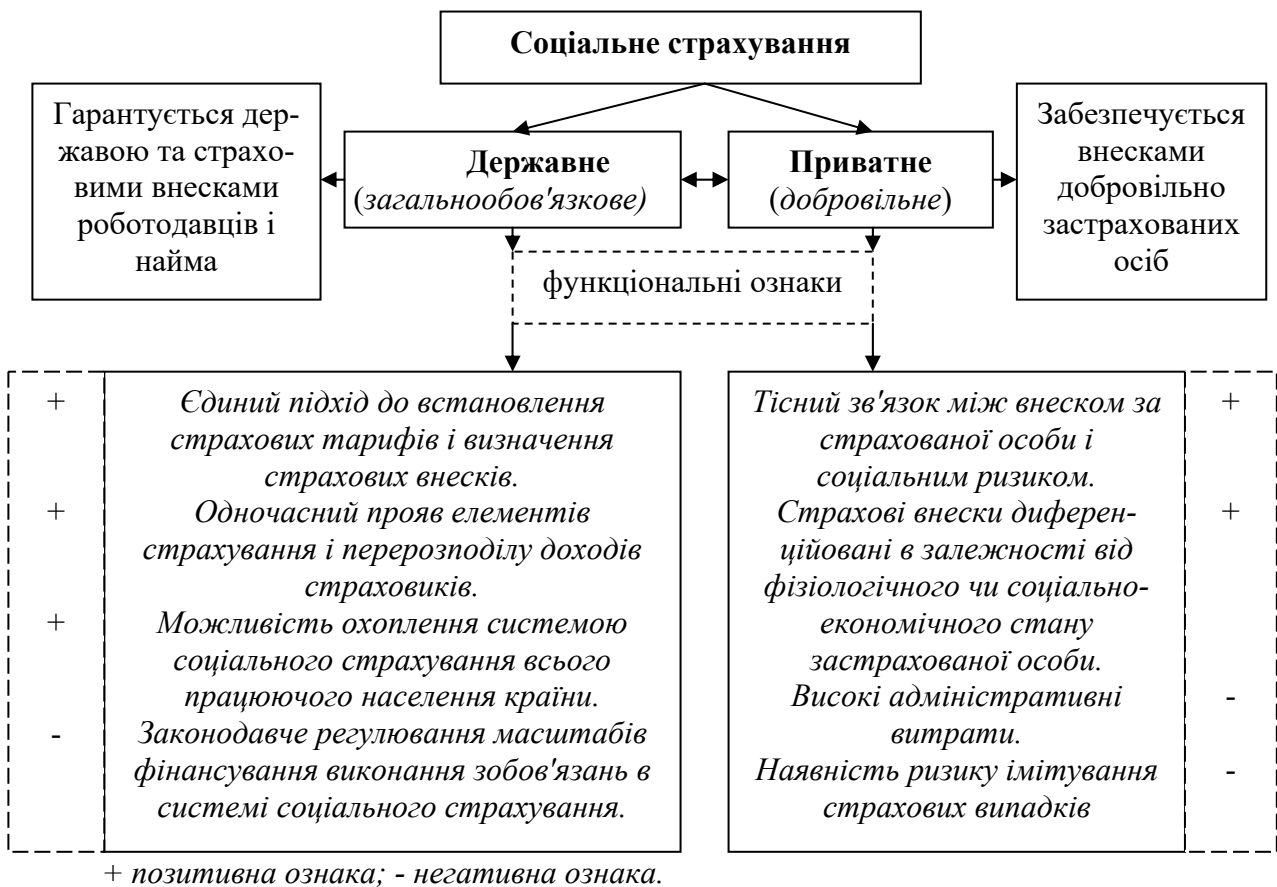 Соціальне страхування
Гарантується дер-
жавою та страхо-
вими внесками
роботодавців і
найма
Державне
(загальнообов'язкове)
Приватне
(добровільне)
Забезпечується
внесками
добровільно
застрахованих
осіб
функціональні ознаки
+ Єдиний підхід до встановлення
страхових тарифів і визначення
страхових внесків.
+ Одночасний прояв елементів
страхування і перерозподілу доходів
страховиків.
+ Можливість охоплення системою
соціального страхування всього
працюючого населення країни.
- Законодавче регулювання масштабів
фінансування виконання зобов'язань в
системі соціального страхування.
Тісний зв'язок між внеском за +
страхованої особи і
соціальним ризиком.
Страхові внески диферен- +
ційовані в залежності від
фізіологічного чи соціально-
економічного стану
застрахованої особи.
Високі адміністративні -
витрати.
Наявність ризику імітування -
страхових випадків
+ позитивна ознака; - негативна ознака.